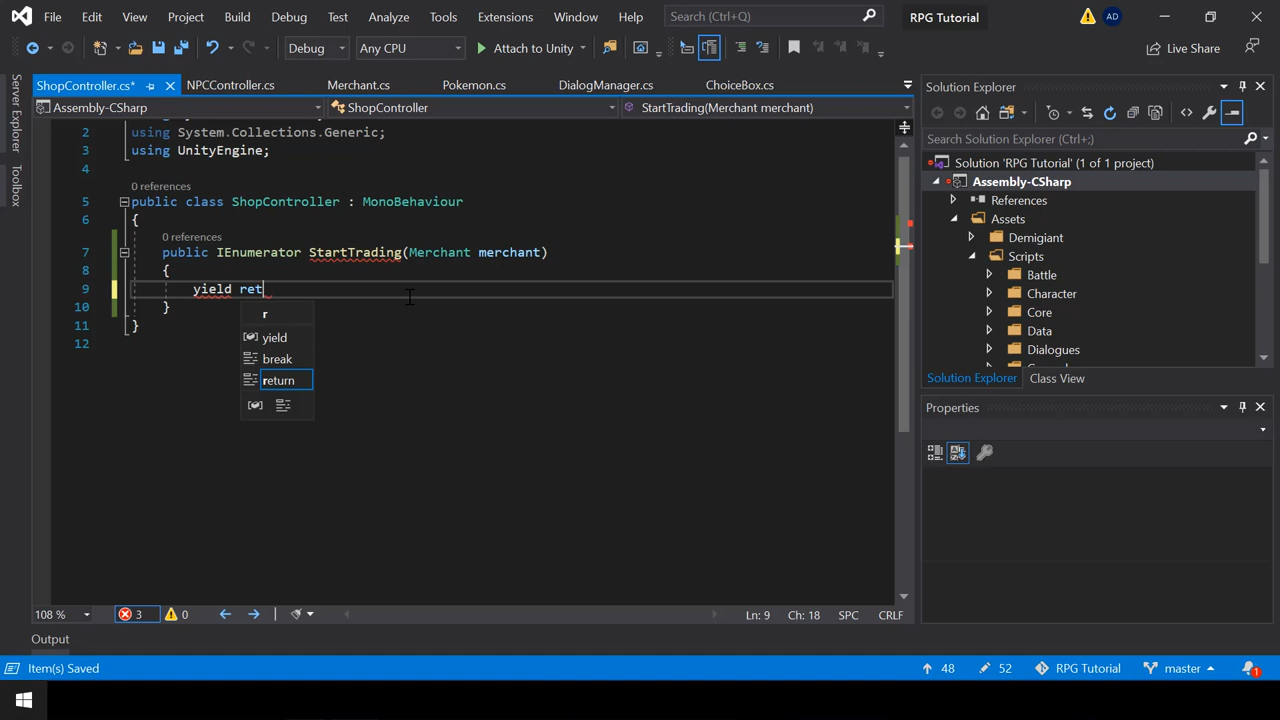 File Edit View Project Build Debug Test Analyze Tools Extensions Window Help Search (Ctrl+Q) RPG Tutorial AD
Debug Any CPU Attach to Unity Live Share
Server Explorer
Toolbox
ShopController.cs* NPCController.cs Merchant.cs Pokemon.cs DialogManager.cs ChoiceBox.cs
Assembly-CSharp ShopController StartTrading(Merchant merchant)
2 using System.Collections.Generic;
3 using UnityEngine;
4
0 references
5 public class ShopController : MonoBehaviour
6 {
0 references
7 public IEnumerator StartTrading(Merchant merchant)
8 {
9 yield ret
10 }
11 }
12
r
yield
break
return
108 % 3 0 Ln: 9 Ch: 18 SPC CRLF
Output
Solution Explorer
Search Solution Explorer (Ctrl+;)
Solution 'RPG Tutorial' (1 of 1 project)
Assembly-CSharp
References
Assets
Demigiant
Scripts
Battle
Character
Core
Data
Dialogues
Solution Explorer Class View
Properties
Item(s) Saved 48 52 RPG Tutorial master 1